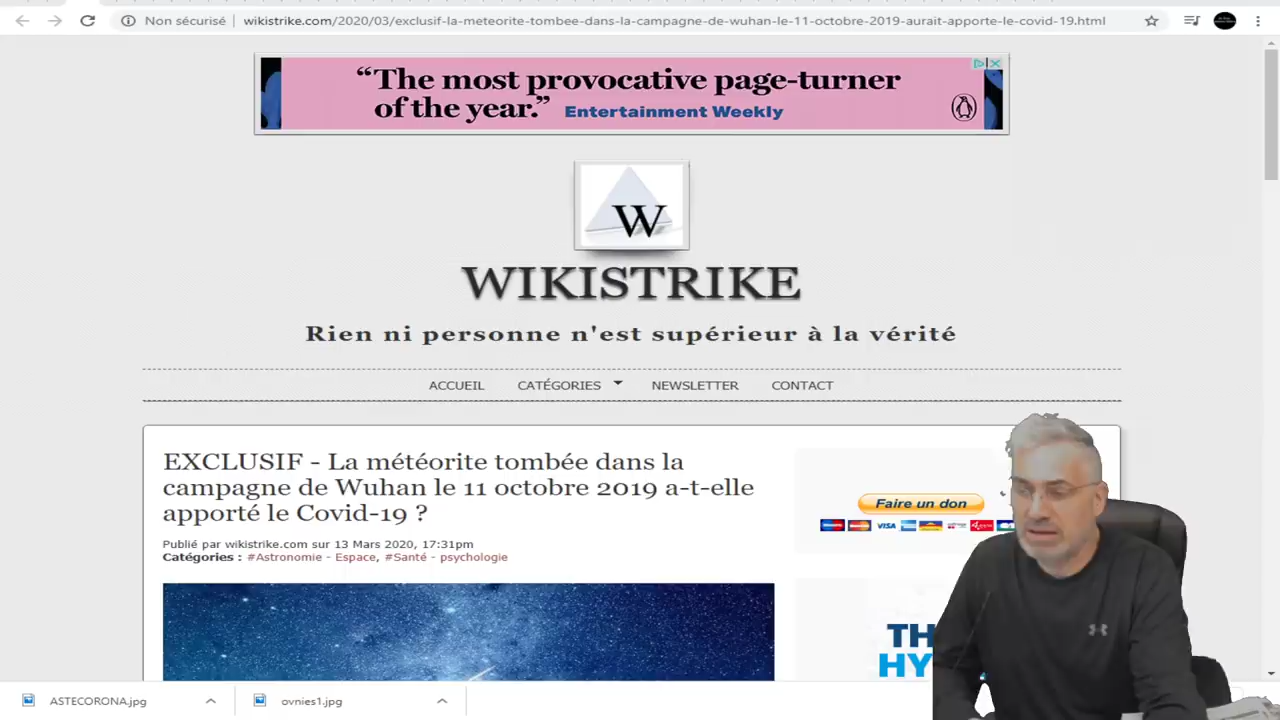 Non sécurisé | wikistrike.com/2020/03/exclusif-la-meteorite-tombee-dans-la-campagne-de-wuhan-le-11-octobre-2019-aurait-apporte-le-covid-19.html
“The most provocative page-turner
of the year.” Entertainment Weekly
W
WIKISTRIKE
Rien ni personne n'est supérieur à la vérité
ACCUEIL CATÉGORIES NEWSLETTER CONTACT
EXCLUSIF - La météorite tombée dans la
campagne de Wuhan le 11 octobre 2019 a-t-elle
apporté le Covid-19 ?
Publié par wikistrike.com sur 13 Mars 2020, 17:31pm
Catégories : #Astronomie - Espace, #Santé - psychologie
Faire un don
VISA
TH
HY
ASTECORONA.jpg
ovnies1.jpg